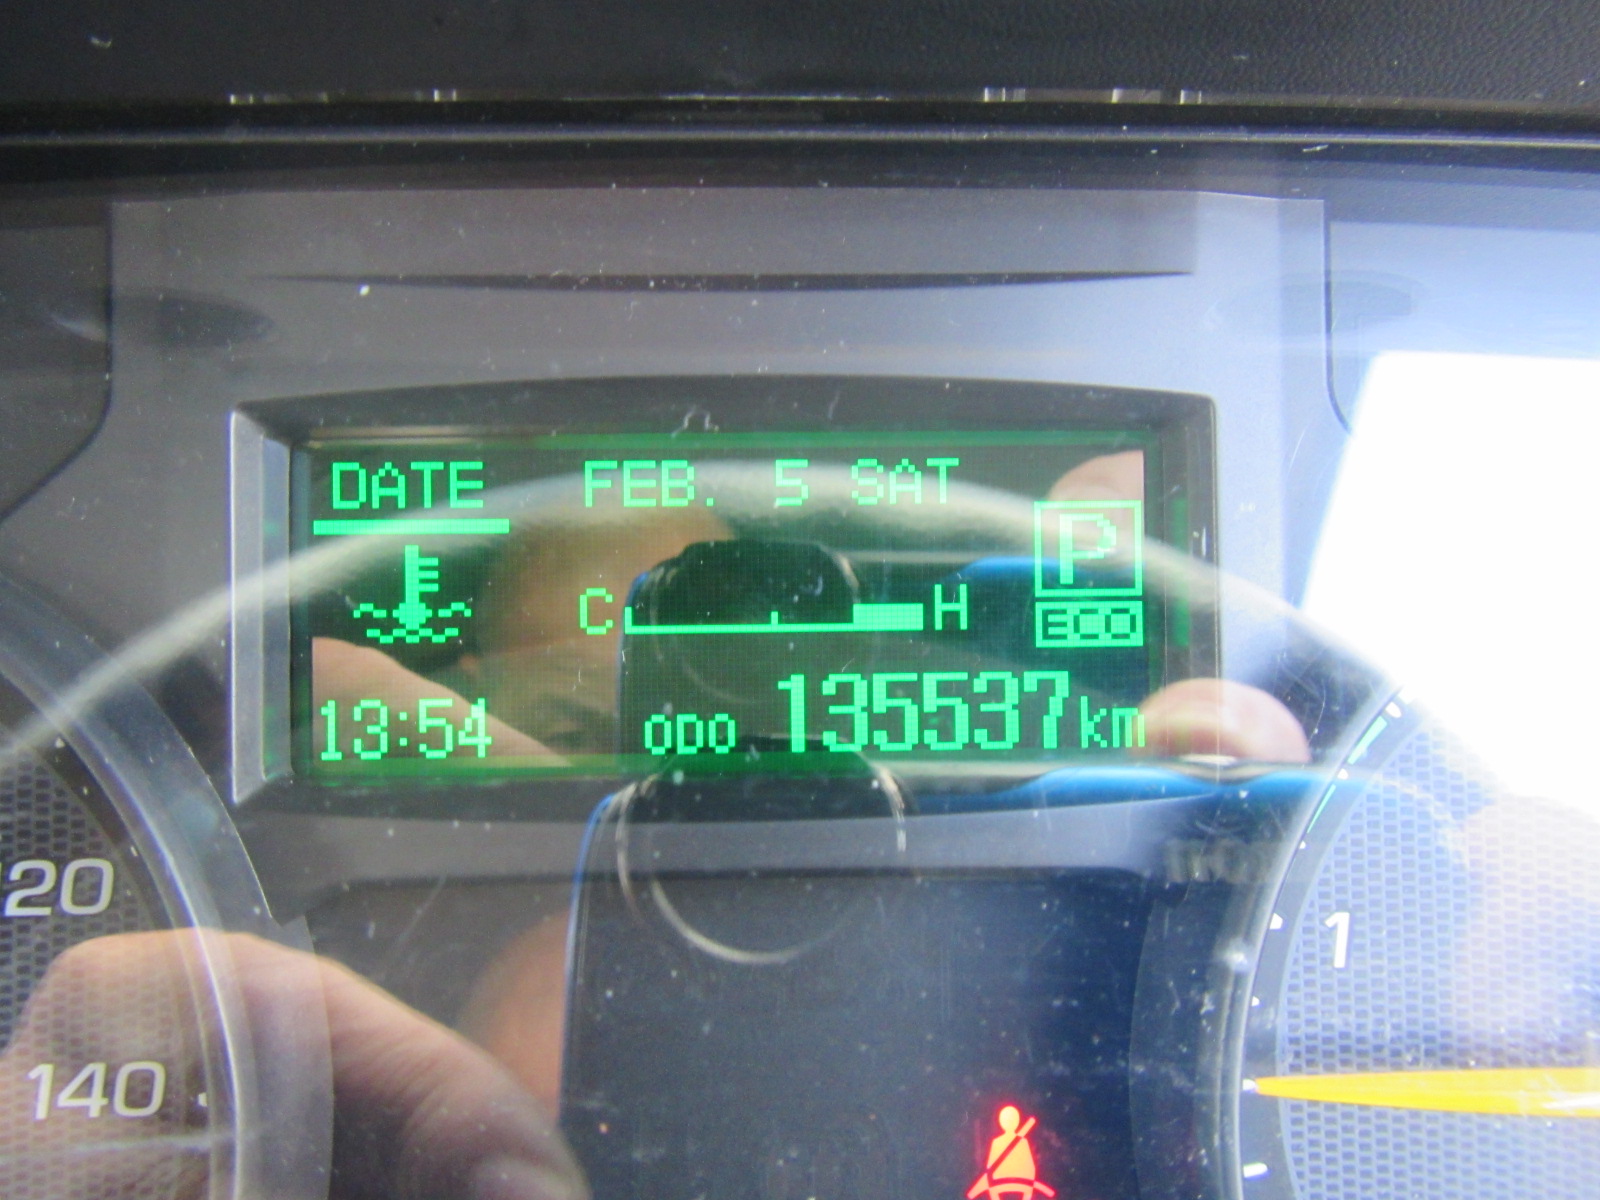 DATE FEB. 5 SAT
P
ECO
C H
13:54 ODO 135537km
120
1
140